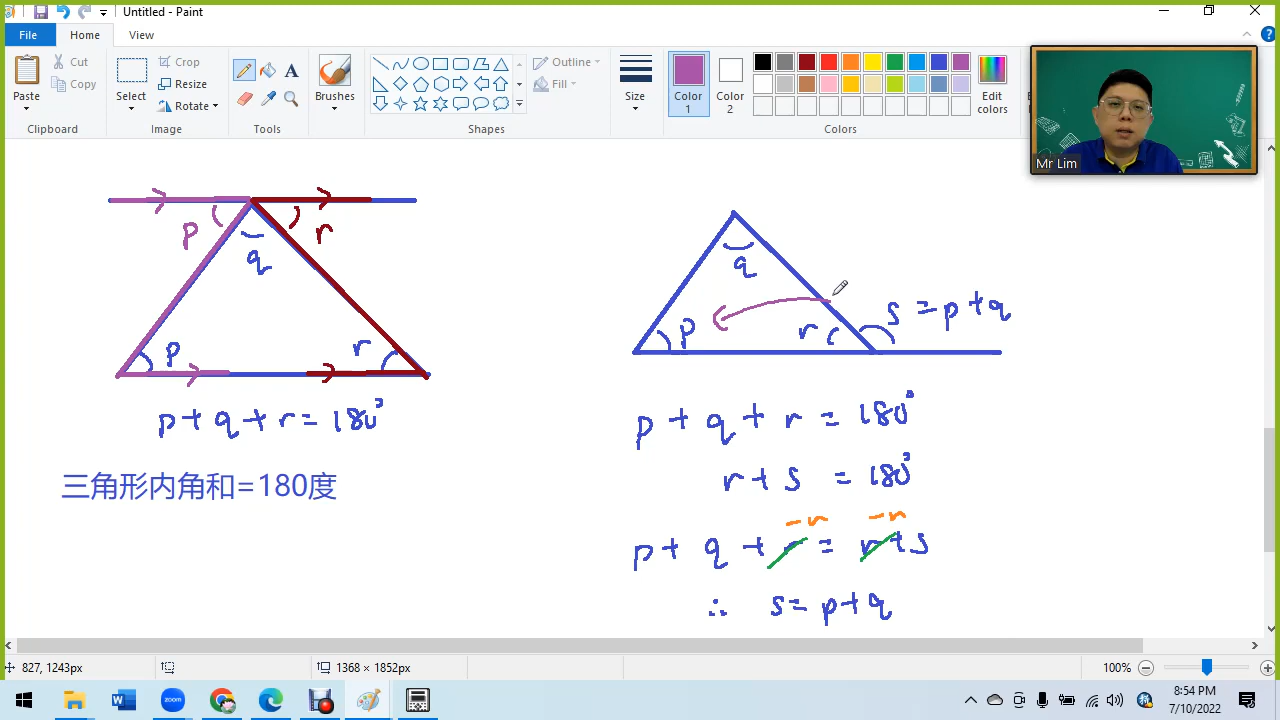 Untitled - Paint
File
Home
View
Paste
Cut
Copy
Clipboard
Select
Crop
Resize
Rotate
Image
A
Tools
Brushes
Outline
Fill
Shapes
Size
Color 1
Color 2
Colors
Edit colors
Mr Lim
p
q
r
p
r
p + q + r = 180°
三角形内角和=180度
q
p
r
s = p + q
p + q + r = 180°
r + s = 180°
-r -r
p + q + r = r + s
∴ s = p + q
827, 1243px
1368 × 1852px
100%
zoom
8:54 PM
7/10/2022